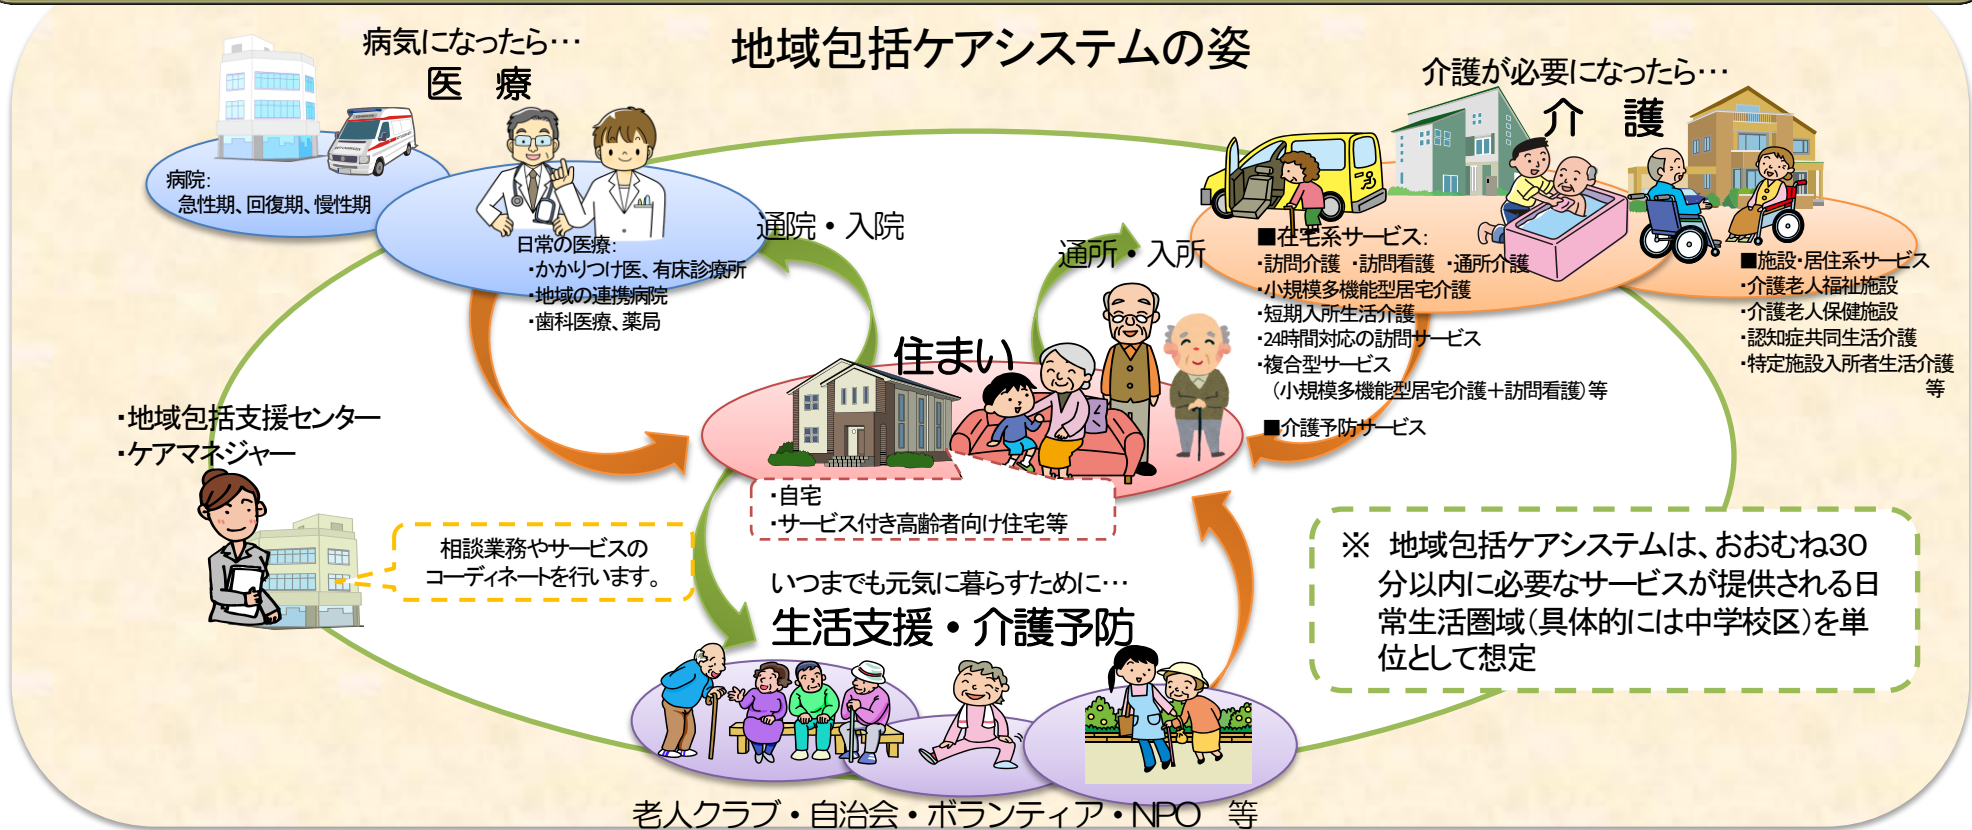 地域包括ケアシステムの姿
病気になったら…
医　療
病院：
急性期、回復期、慢性期
日常の医療：
・かかりつけ医、有床診療所
・地域の連携病院
・歯科医療、薬局
通院・入院
通所・入所
介護が必要になったら…
介　護
■在宅系サービス：
・訪問介護　・訪問看護　・通所介護
・小規模多機能型居宅介護
・短期入所生活介護
・24時間対応の訪問サービス
・複合型サービス
（小規模多機能型居宅介護＋訪問看護）等
■介護予防サービス
■施設・居住系サービス
・介護老人福祉施設
・介護老人保健施設
・認知症共同生活介護
・特定施設入所者生活介護
等
住まい
・自宅
・サービス付き高齢者向け住宅等
・地域包括支援センター
・ケアマネジャー
相談業務やサービスの
コーディネートを行います。
いつまでも元気に暮らすために…
生活支援・介護予防
老人クラブ・自治会・ボランティア・NPO　等
※　地域包括ケアシステムは、おおむね30
分以内に必要なサービスが提供される日
常生活圏域（具体的には中学校区）を単
位として想定